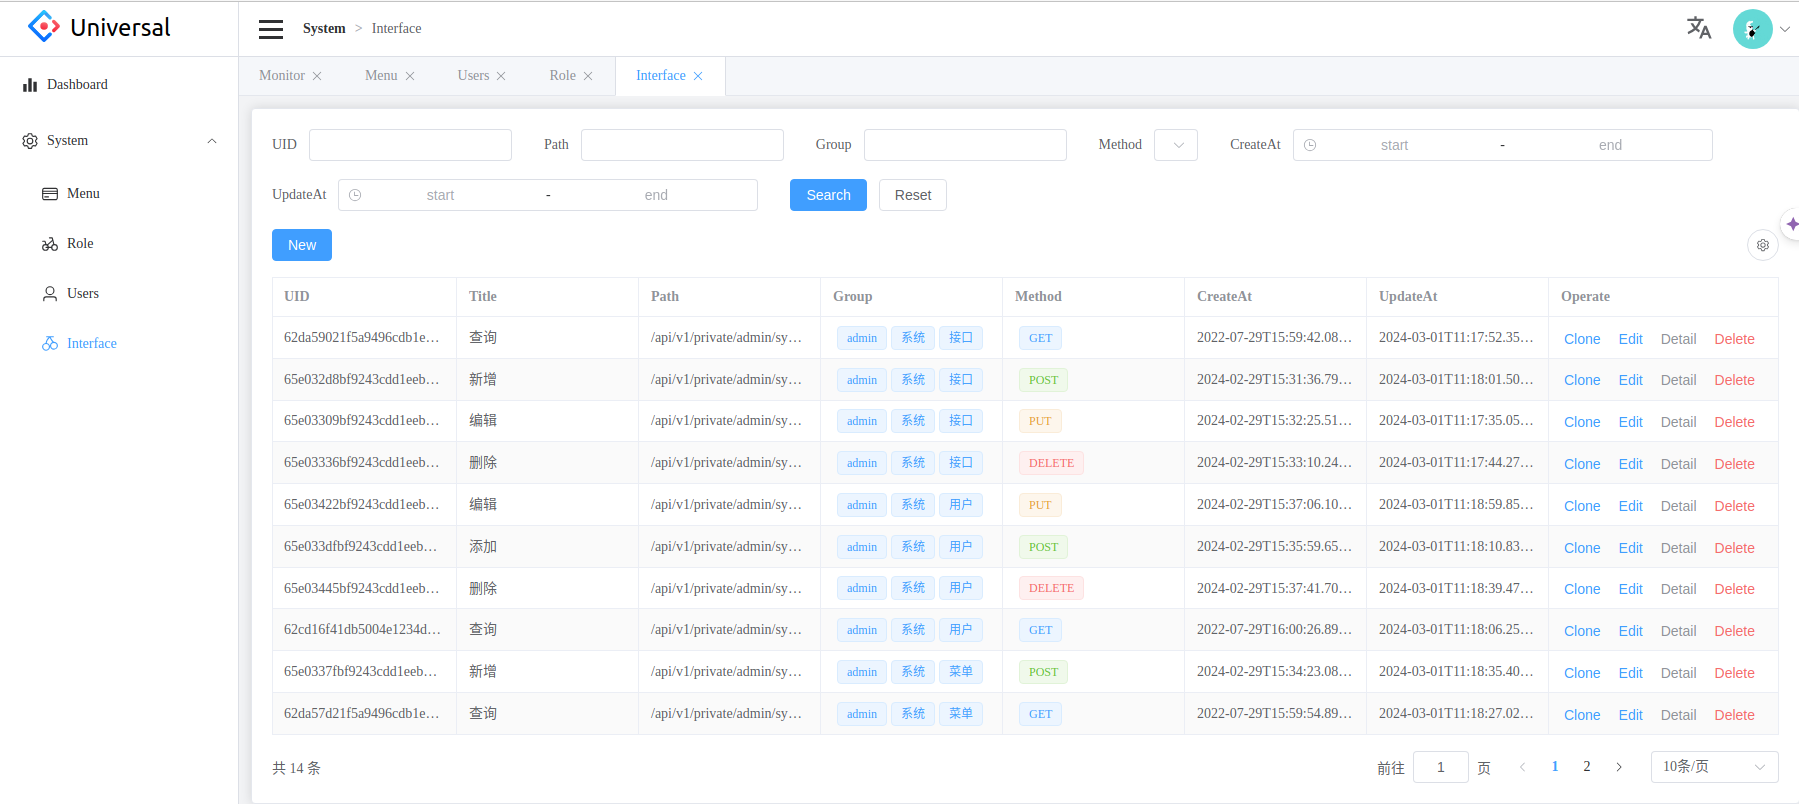 Universal
System > Interface
Dashboard
System
Menu
Role
Users
Interface
Monitor Menu Users Role Interface
UID Path Group Method CreateAt start - end
UpdateAt start - end Search Reset
New
UID Title Path Group Method CreateAt UpdateAt Operate
62da59021f5a9496cdb1e... 查询 /api/v1/private/admin/sy... admin 系统 接口 GET 2022-07-29T15:59:42.08... 2024-03-01T11:17:52.35... Clone Edit Detail Delete
65e032d8bf9243cdd1eeb... 新增 /api/v1/private/admin/sy... admin 系统 接口 POST 2024-02-29T15:31:36.79... 2024-03-01T11:18:01.50... Clone Edit Detail Delete
65e03309bf9243cdd1eeb... 编辑 /api/v1/private/admin/sy... admin 系统 接口 PUT 2024-02-29T15:32:25.51... 2024-03-01T11:17:35.05... Clone Edit Detail Delete
65e03336bf9243cdd1eeb... 删除 /api/v1/private/admin/sy... admin 系统 接口 DELETE 2024-02-29T15:33:10.24... 2024-03-01T11:17:44.27... Clone Edit Detail Delete
65e03422bf9243cdd1eeb... 编辑 /api/v1/private/admin/sy... admin 系统 用户 PUT 2024-02-29T15:37:06.10... 2024-03-01T11:18:59.85... Clone Edit Detail Delete
65e033dfbf9243cdd1eeb... 添加 /api/v1/private/admin/sy... admin 系统 用户 POST 2024-02-29T15:35:59.65... 2024-03-01T11:18:10.83... Clone Edit Detail Delete
65e03445bf9243cdd1eeb... 删除 /api/v1/private/admin/sy... admin 系统 用户 DELETE 2024-02-29T15:37:41.70... 2024-03-01T11:18:39.47... Clone Edit Detail Delete
62cd16f41db5004e1234d... 查询 /api/v1/private/admin/sy... admin 系统 用户 GET 2022-07-29T16:00:26.89... 2024-03-01T11:18:06.25... Clone Edit Detail Delete
65e0337fbf9243cdd1eeb... 新增 /api/v1/private/admin/sy... admin 系统 菜单 POST 2024-02-29T15:34:23.08... 2024-03-01T11:18:35.40... Clone Edit Detail Delete
62da57d21f5a9496cdb1e... 查询 /api/v1/private/admin/sy... admin 系统 菜单 GET 2022-07-29T15:59:54.89... 2024-03-01T11:18:27.02... Clone Edit Detail Delete
共 14 条 前往 1 页 < 1 2 > 10条/页